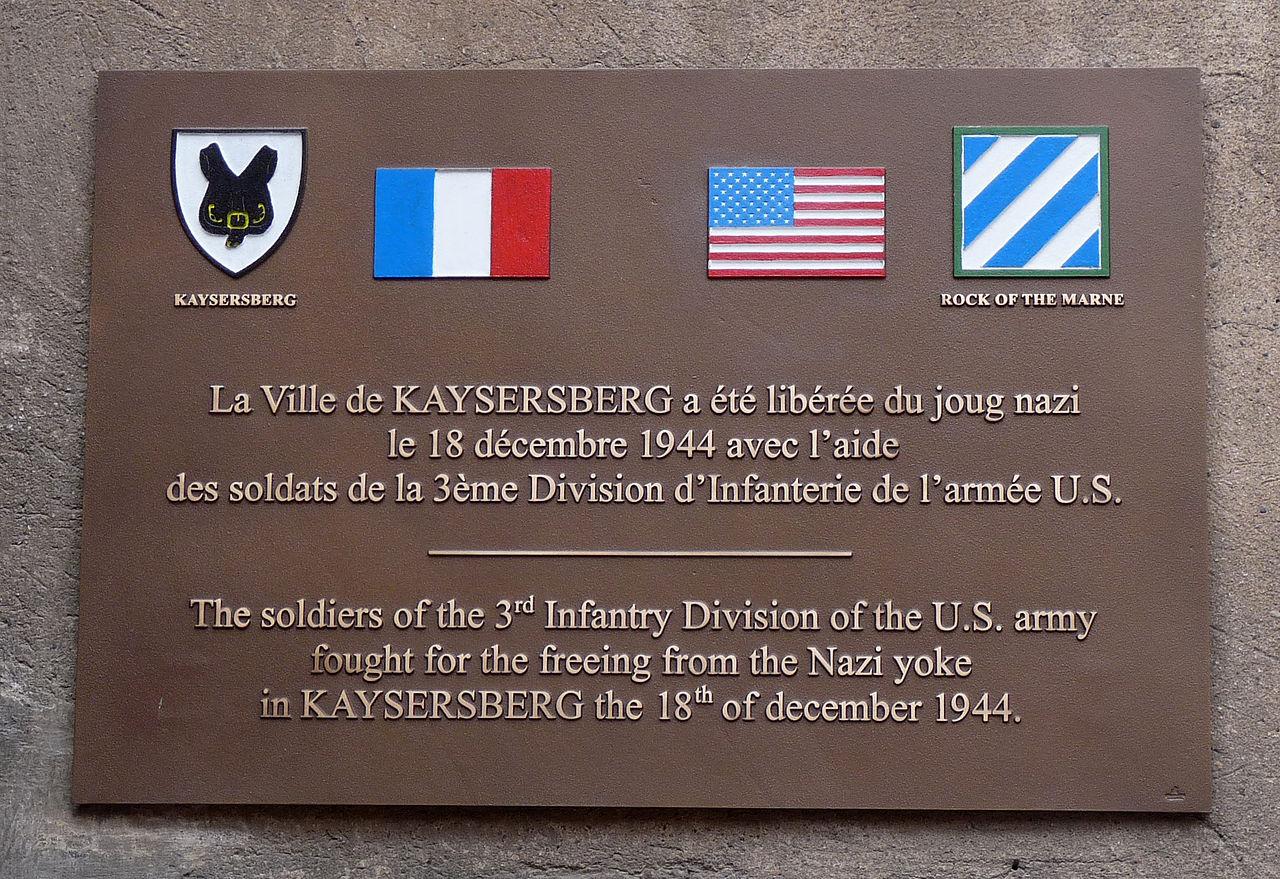 KAYSERSBERG
ROCK OF THE MARNE
La Ville de KAYSERSBERG a été libérée du joug nazi
le 18 décembre 1944 avec l'aide
des soldats de la 3ème Division d'Infanterie de l'armée U.S.
The soldiers of the 3rd Infantry Division of the U.S. army
fought for the freeing from the Nazi yoke
in KAYSERSBERG the 18th of december 1944.